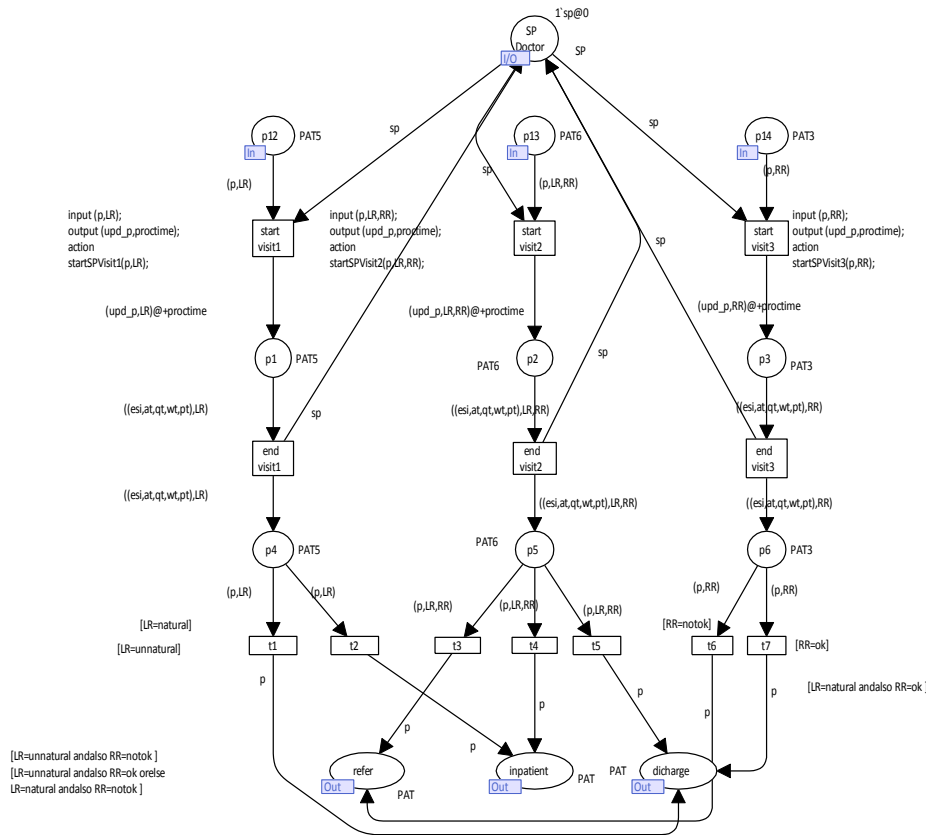 1`sp@0
SP
Doctor
I/O
SP
sp
sp
sp
p12
In
PAT5
p13
In
PAT6
p14
In
PAT3
(p,LR)
(p,LR,RR)
(p,RR)
input (p,LR);
output (upd_p,proctime);
action
startSPVisit1(p,LR);
start
visit1
input (p,LR,RR);
output (upd_p,proctime);
action
startSPVisit2(p,LR,RR);
start
visit2
start
visit3
input (p,RR);
output (upd_p,proctime);
action
startSPVisit3(p,RR);
sp
(upd_p,LR)@+proctime
(upd_p,LR,RR)@+proctime
(upd_p,RR)@+proctime
p1
PAT5
p2
PAT6
p3
PAT3
sp
sp
((esi,at,qt,wt,pt),LR)
((esi,at,qt,wt,pt),LR,RR)
((esi,at,qt,wt,pt),RR)
end
visit1
end
visit2
end
visit3
((esi,at,qt,wt,pt),LR)
((esi,at,qt,wt,pt),LR,RR)
((esi,at,qt,wt,pt),RR)
p4
PAT5
PAT6
p5
p6
PAT3
(p,LR)
(p,LR)
(p,LR,RR)
(p,LR,RR)
(p,LR,RR)
(p,RR)
(p,RR)
[LR=natural]
[LR=unnatural]
[RR=notok]
[RR=ok]
t1
t2
t3
t4
t5
t6
t7
p
p
p
p
p
p
p
[LR=natural andalso RR=ok ]
[LR=unnatural andalso RR=notok ]
[LR=unnatural andalso RR=ok orelse
LR=natural andalso RR=notok ]
refer
Out
PAT
inpatient
Out
PAT
PAT
dicharge
Out